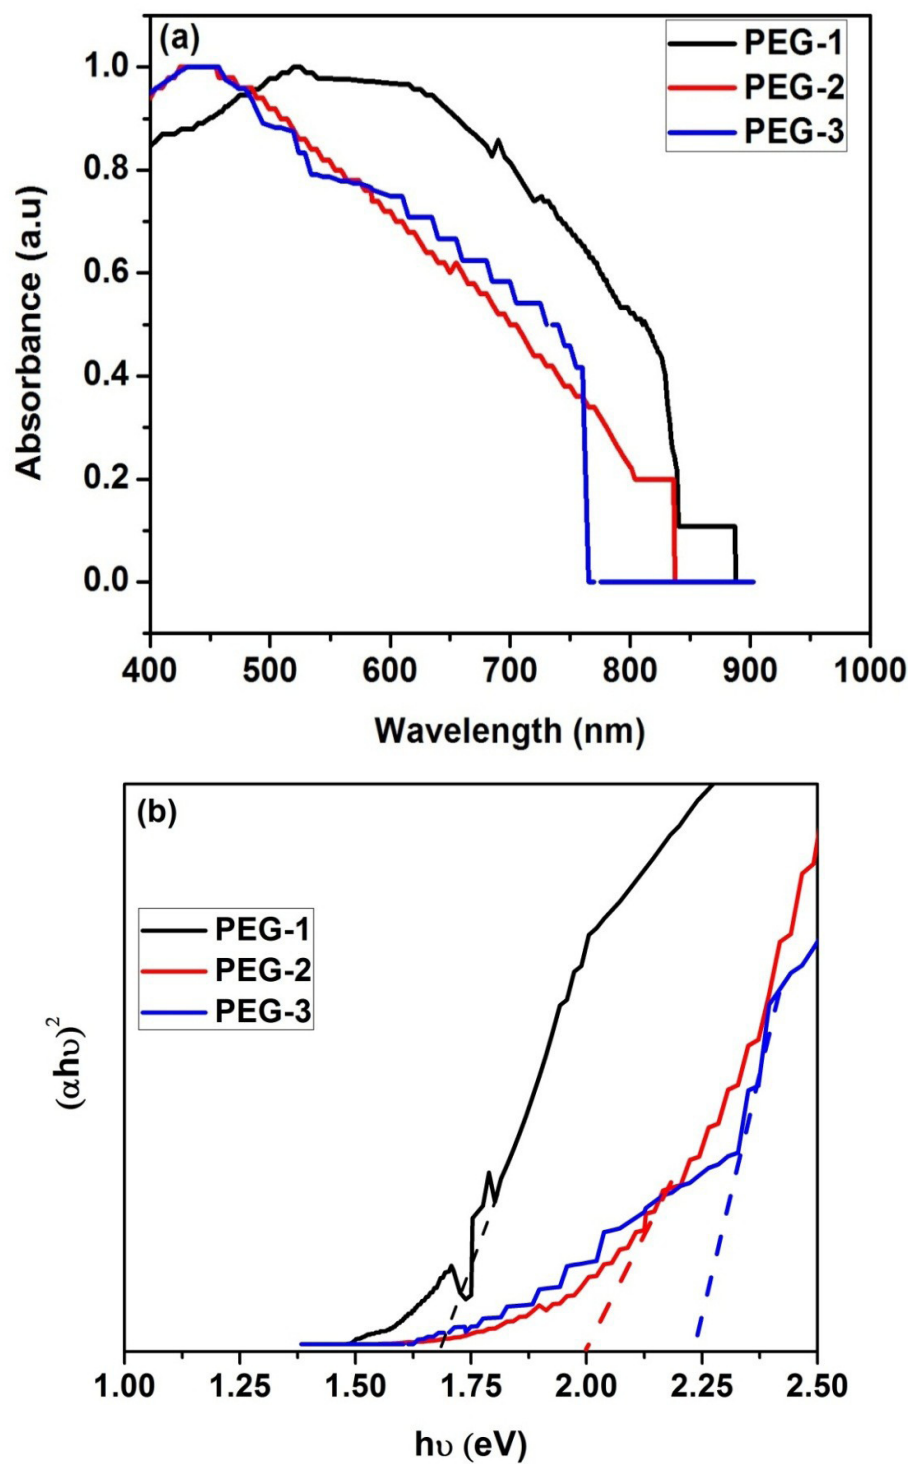 (a)
PEG-1
PEG-2
PEG-3
1.0
0.8
0.6
0.4
0.2
0.0
Absorbance (a.u)
400 500 600 700 800 900 1000
Wavelength (nm)
(b)
PEG-1
PEG-2
PEG-3
(αhυ)²
1.00 1.25 1.50 1.75 2.00 2.25 2.50
hυ (eV)